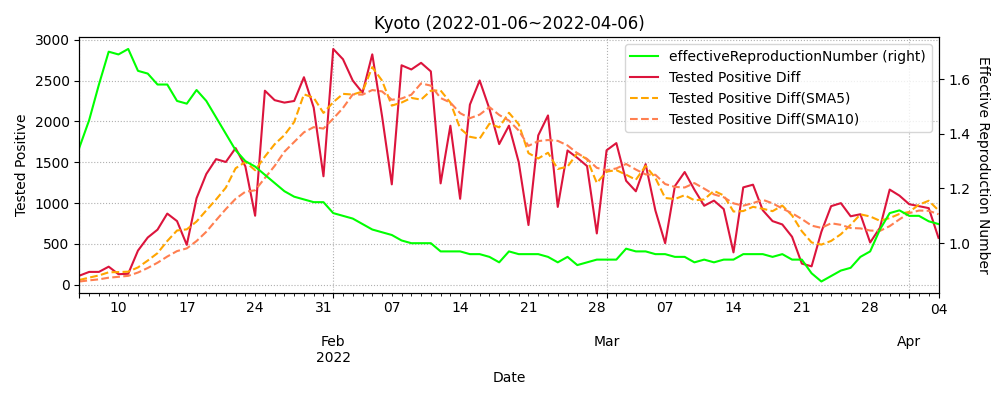 Kyoto (2022-01-06~2022-04-06)
effectiveReproductionNumber (right)
Tested Positive Diff
Tested Positive Diff(SMA5)
Tested Positive Diff(SMA10)
Tested Positive
3000
2500
2000
1500
1000
500
0
1.6
1.4
1.2
1.0
Effective Reproduction Number
10 17 24 31 07 14 21 28 07 14 21 28 04
Feb Mar Apr
2022
Date